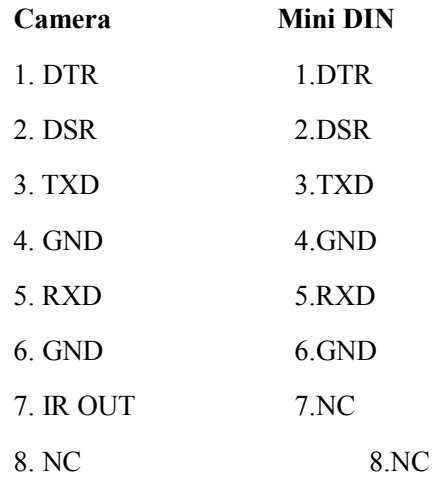 Camera Mini DIN
1. DTR 1.DTR
2. DSR 2.DSR
3. TXD 3.TXD
4. GND 4.GND
5. RXD 5.RXD
6. GND 6.GND
7. IR OUT 7.NC
8. NC 8.NC